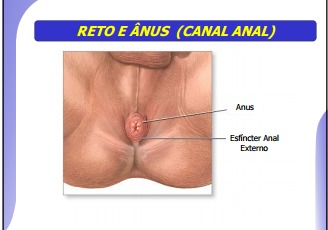 RETO E ÂNUS (CANAL ANAL)
Anus
Esfíncter Anal
Externo